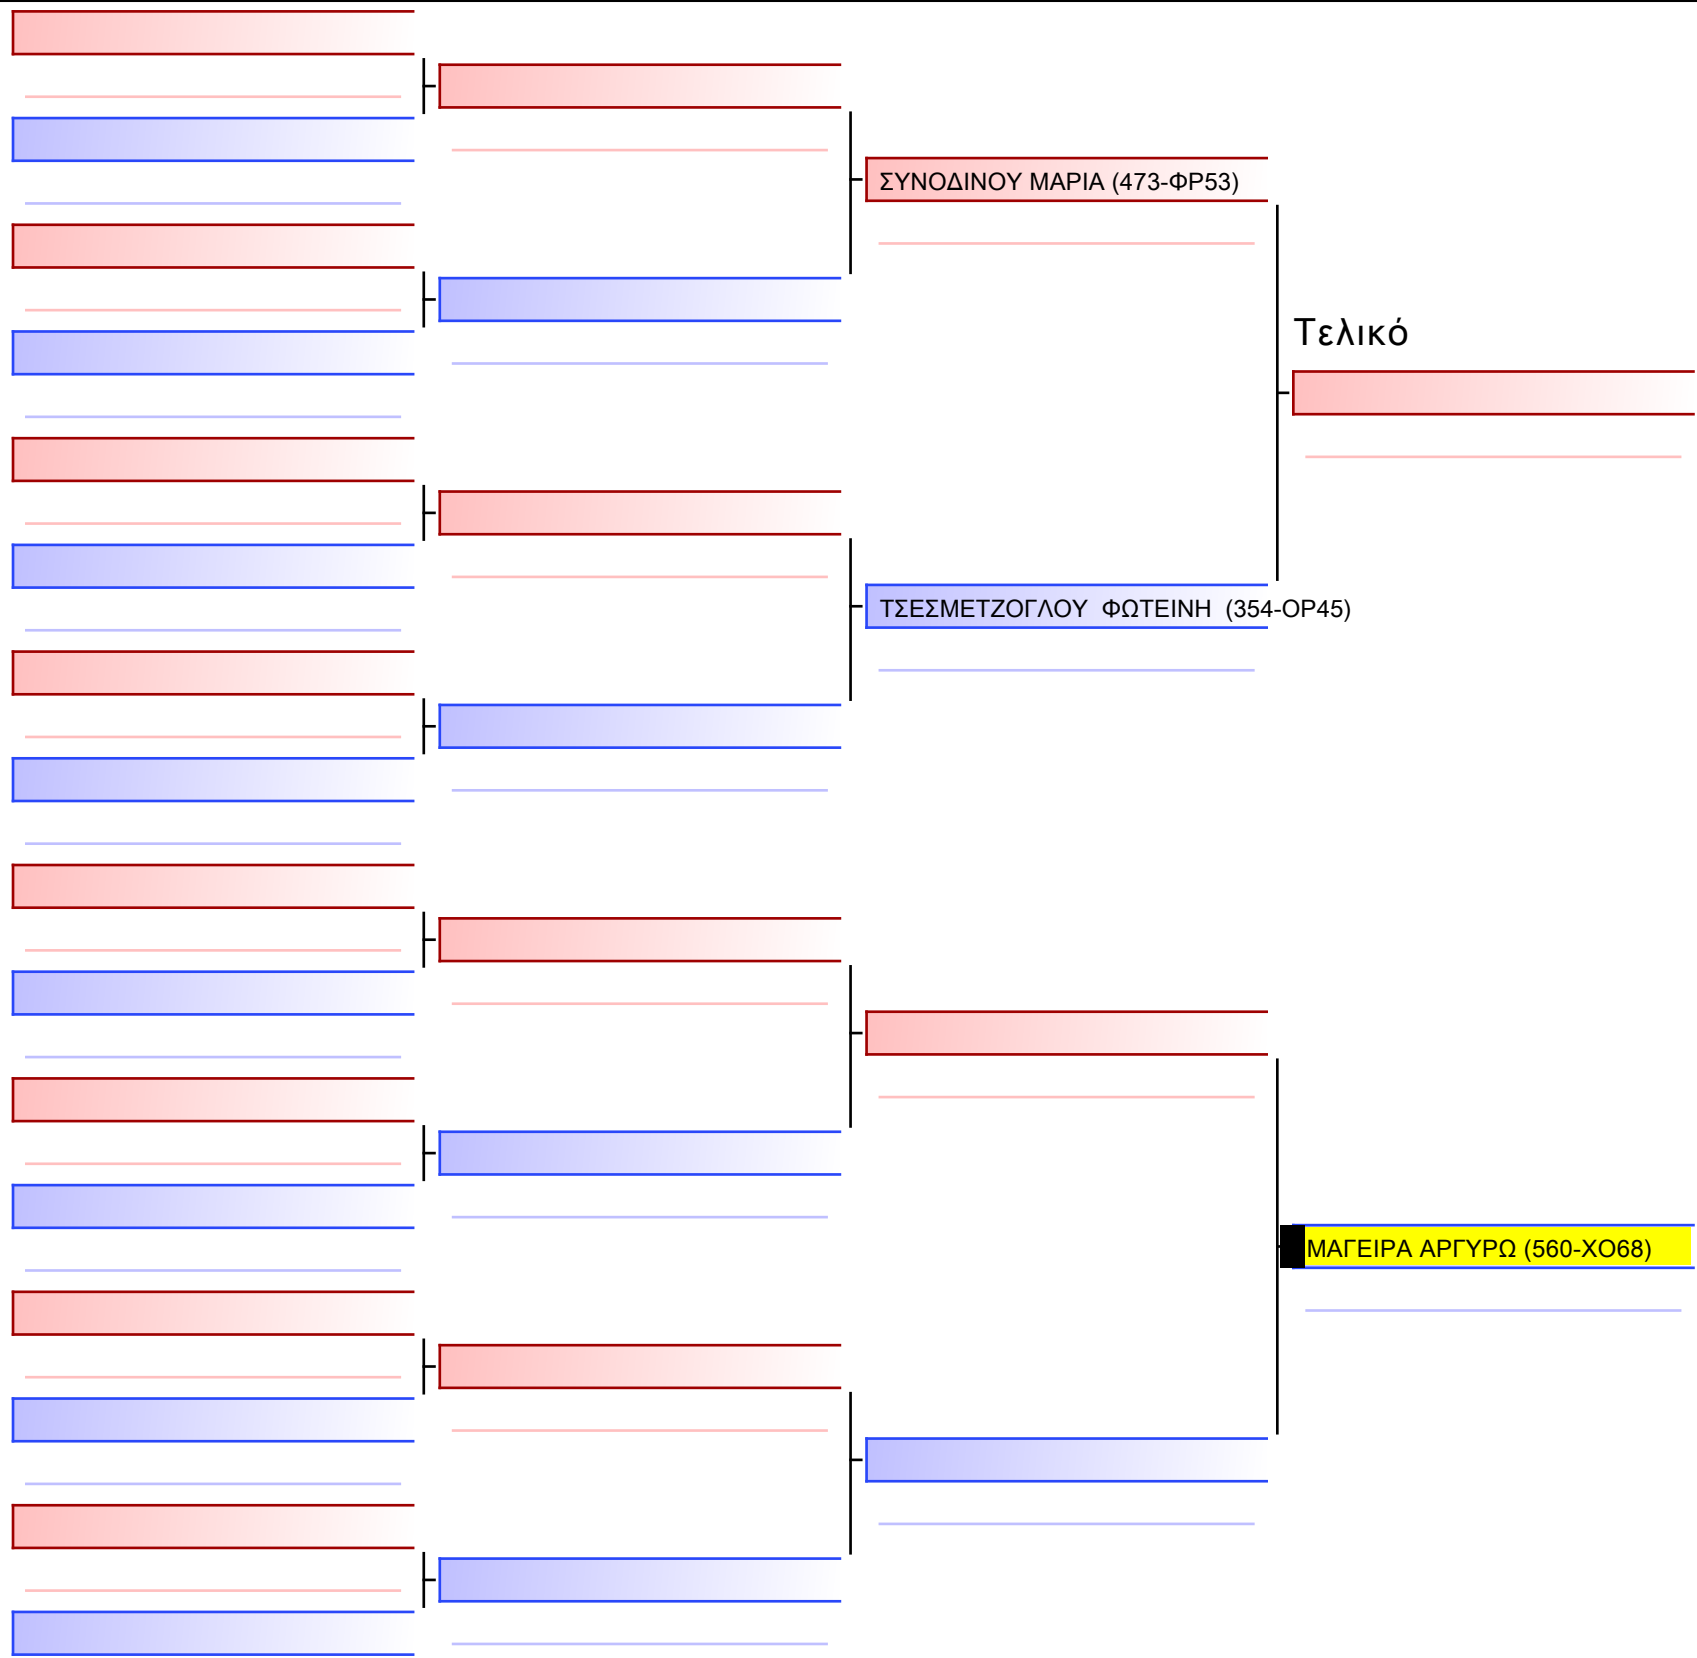 ΣΥΝΟΔΙΝΟΥ ΜΑΡΙΑ (473-ΦΡ53)
Τελικό
ΤΣΕΣΜΕΤΖΟΓΛΟΥ ΦΩΤΕΙΝΗ (354-ΟΡ45)
ΜΑΓΕΙΡΑ ΑΡΓΥΡΩ (560-ΧΟ68)